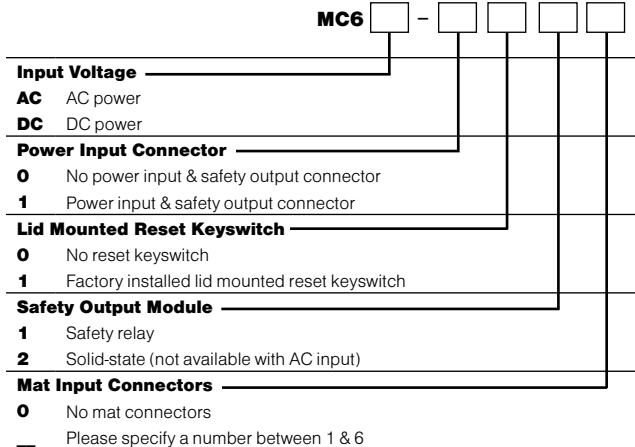 MC6 –
Input Voltage
AC AC power
DC DC power
Power Input Connector
0 No power input & safety output connector
1 Power input & safety output connector
Lid Mounted Reset Keyswitch
0 No reset keyswitch
1 Factory installed lid mounted reset keyswitch
Safety Output Module
1 Safety relay
2 Solid-state (not available with AC input)
Mat Input Connectors
0 No mat connectors
__ Please specify a number between 1 & 6